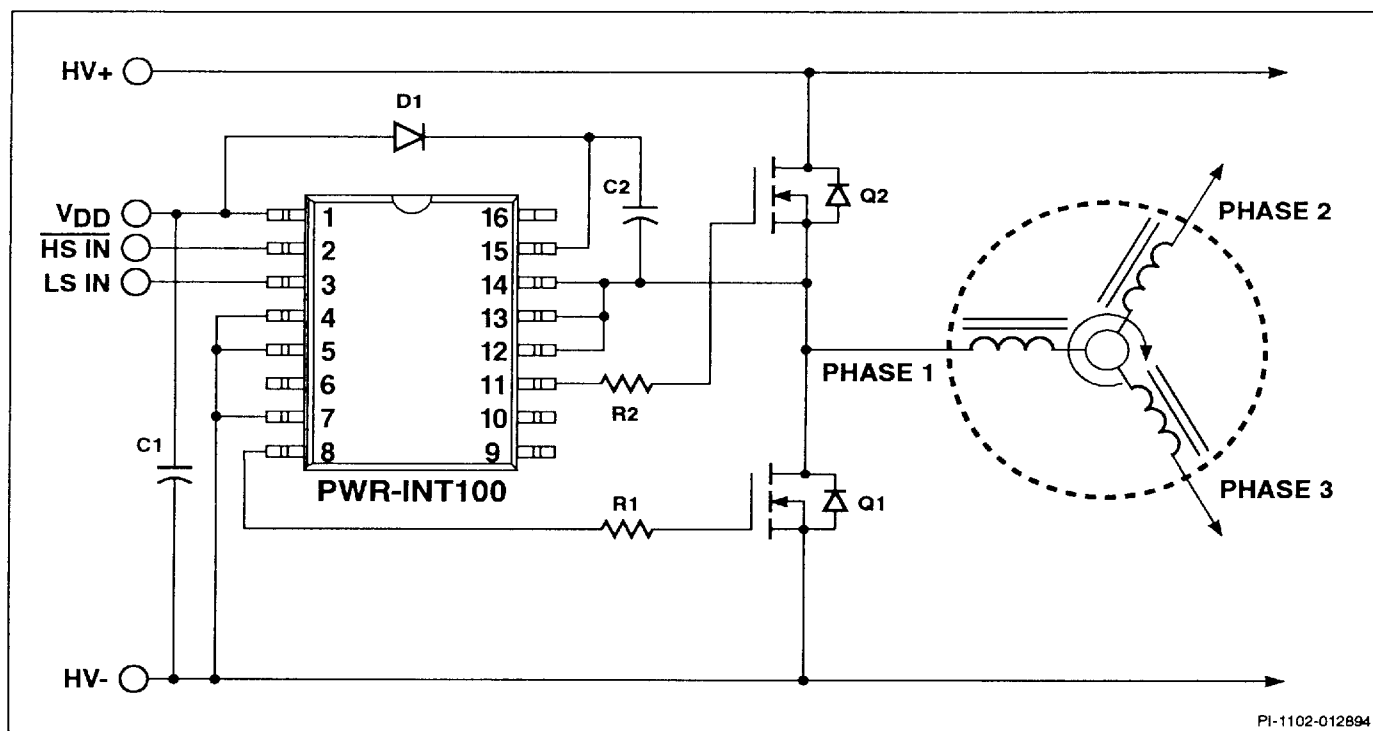 HV+
D1
VDD
HS IN
LS IN
C2
Q2
1
2
3
4
5
6
7
8
16
15
14
13
12
11
10
9
PWR-INT100
C1
R2
R1
Q1
PHASE 1
PHASE 2
PHASE 3
HV-
PI-1102-012894